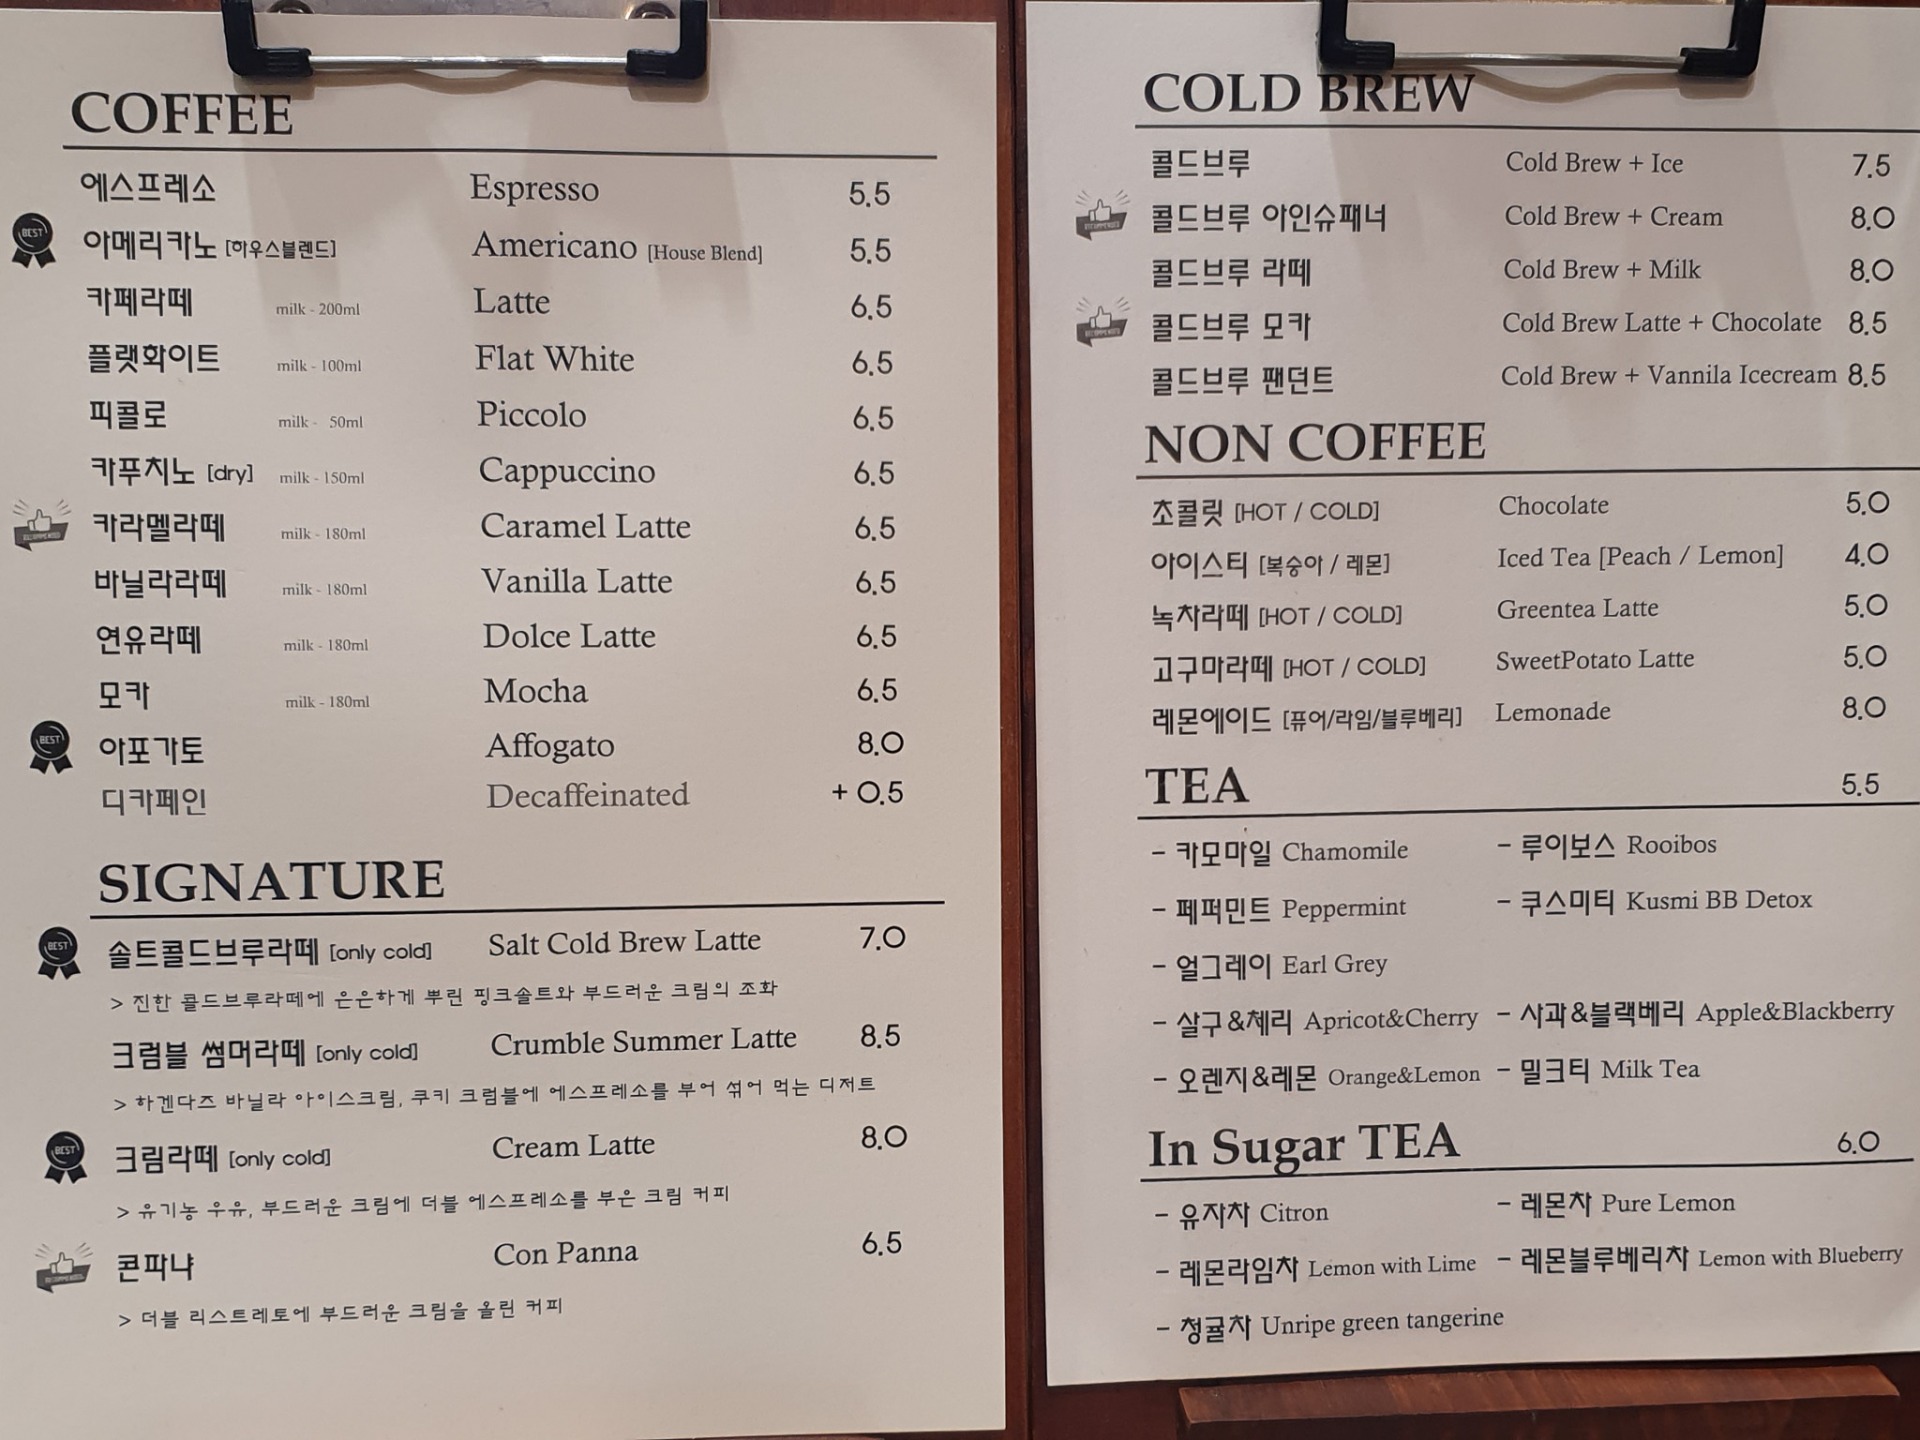 COFFEE
에스프레소 Espresso 5.5
BEST 아메리카노 [하우스블렌드] Americano [House Blend] 5.5
카페라떼 milk - 200ml Latte 6.5
플랫화이트 milk - 100ml Flat White 6.5
피콜로 milk - 50ml Piccolo 6.5
카푸치노 [dry] milk - 150ml Cappuccino 6.5
RECOMMENDED 카라멜라떼 milk - 180ml Caramel Latte 6.5
바닐라라떼 milk - 180ml Vanilla Latte 6.5
연유라떼 milk - 180ml Dolce Latte 6.5
모카 milk - 180ml Mocha 6.5
BEST 아포가토 Affogato 8.0
디카페인 Decaffeinated + 0.5
SIGNATURE
BEST 솔트콜드브루라떼 [only cold] Salt Cold Brew Latte 7.0
> 진한 콜드브루라떼에 은은하게 뿌린 핑크솔트와 부드러운 크림의 조화
크럼블 썸머라떼 [only cold] Crumble Summer Latte 8.5
> 하겐다즈 바닐라 아이스크림, 쿠키 크럼블에 에스프레소를 부어 섞어 먹는 디저트
BEST 크림라떼 [only cold] Cream Latte 8.0
> 유기농 우유, 부드러운 크림에 더블 에스프레소를 부은 크림 커피
RECOMMENDED 콘파냐 Con Panna 6.5
> 더블 리스트레토에 부드러운 크림을 올린 커피
COLD BREW
콜드브루 Cold Brew + Ice 7.5
RECOMMENDED 콜드브루 아인슈패너 Cold Brew + Cream 8.0
콜드브루 라떼 Cold Brew + Milk 8.0
RECOMMENDED 콜드브루 모카 Cold Brew Latte + Chocolate 8.5
콜드브루 팬던트 Cold Brew + Vannila Icecream 8.5
NON COFFEE
초콜릿 [HOT / COLD] Chocolate 5.0
아이스티 [복숭아 / 레몬] Iced Tea [Peach / Lemon] 4.0
녹차라떼 [HOT / COLD] Greentea Latte 5.0
고구마라떼 [HOT / COLD] SweetPotato Latte 5.0
레몬에이드 [퓨어/라임/블루베리] Lemonade 8.0
TEA 5.5
- 카모마일 Chamomile - 루이보스 Rooibos
- 페퍼민트 Peppermint - 쿠스미티 Kusmi BB Detox
- 얼그레이 Earl Grey
- 살구&체리 Apricot&Cherry - 사과&블랙베리 Apple&Blackberry
- 오렌지&레몬 Orange&Lemon - 밀크티 Milk Tea
In Sugar TEA 6.0
- 유자차 Citron - 레몬차 Pure Lemon
- 레몬라임차 Lemon with Lime - 레몬블루베리차 Lemon with Blueberry
- 청귤차 Unripe green tangerine